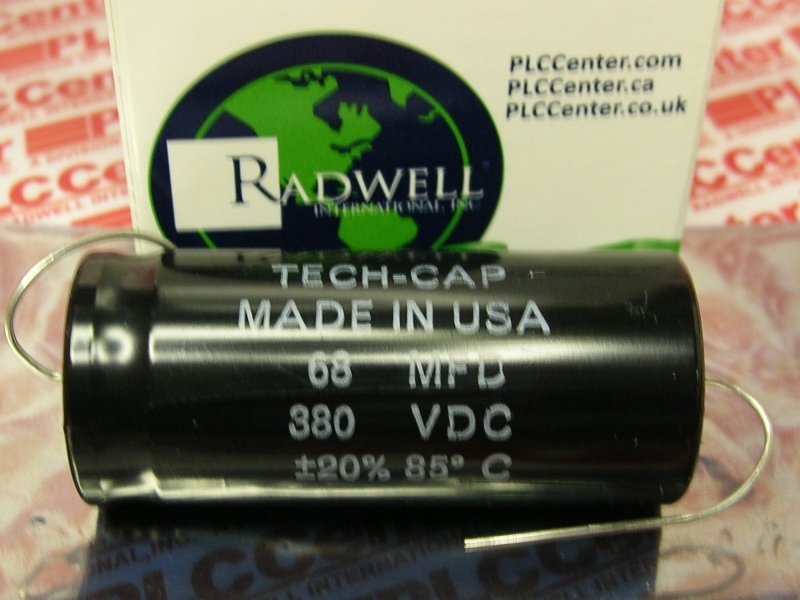 PLCCenter.com
PLCCenter.ca
PLCCenter.co.uk
RADWELL
INTERNATIONAL, INC.
TECH-CAP
MADE IN USA
68 MFD
380 VDC
±20% 85° C